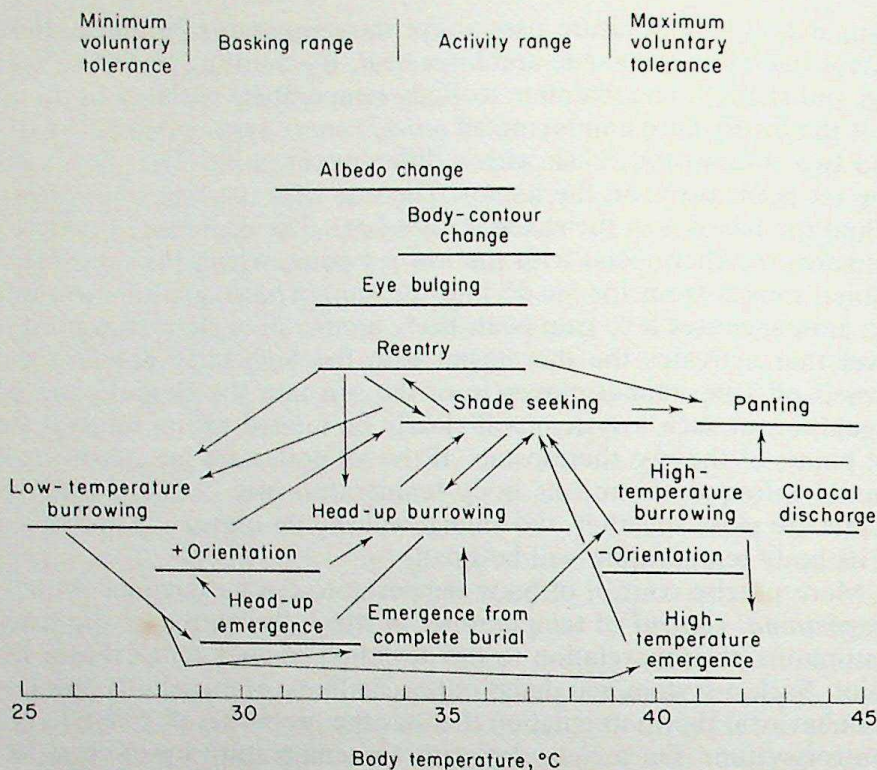 Minimum
voluntary
tolerance
Basking range
Activity range
Maximum
voluntary
tolerance
Albedo change
Body-contour
change
Eye bulging
Reentry
Shade seeking
Panting
Low-temperature
burrowing
Head-up burrowing
High-
temperature
burrowing
Cloacal
discharge
+Orientation
-Orientation
Head-up
emergence
Emergence from
complete burial
High-
temperature
emergence
25 30 35 40 45
Body temperature, °C